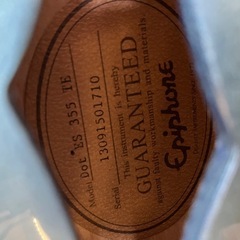 Model Dot ES 355 TE
Serial 13091501710
This instrument is hereby
GUARANTEED
against faulty workmanship and materials
Epiphone